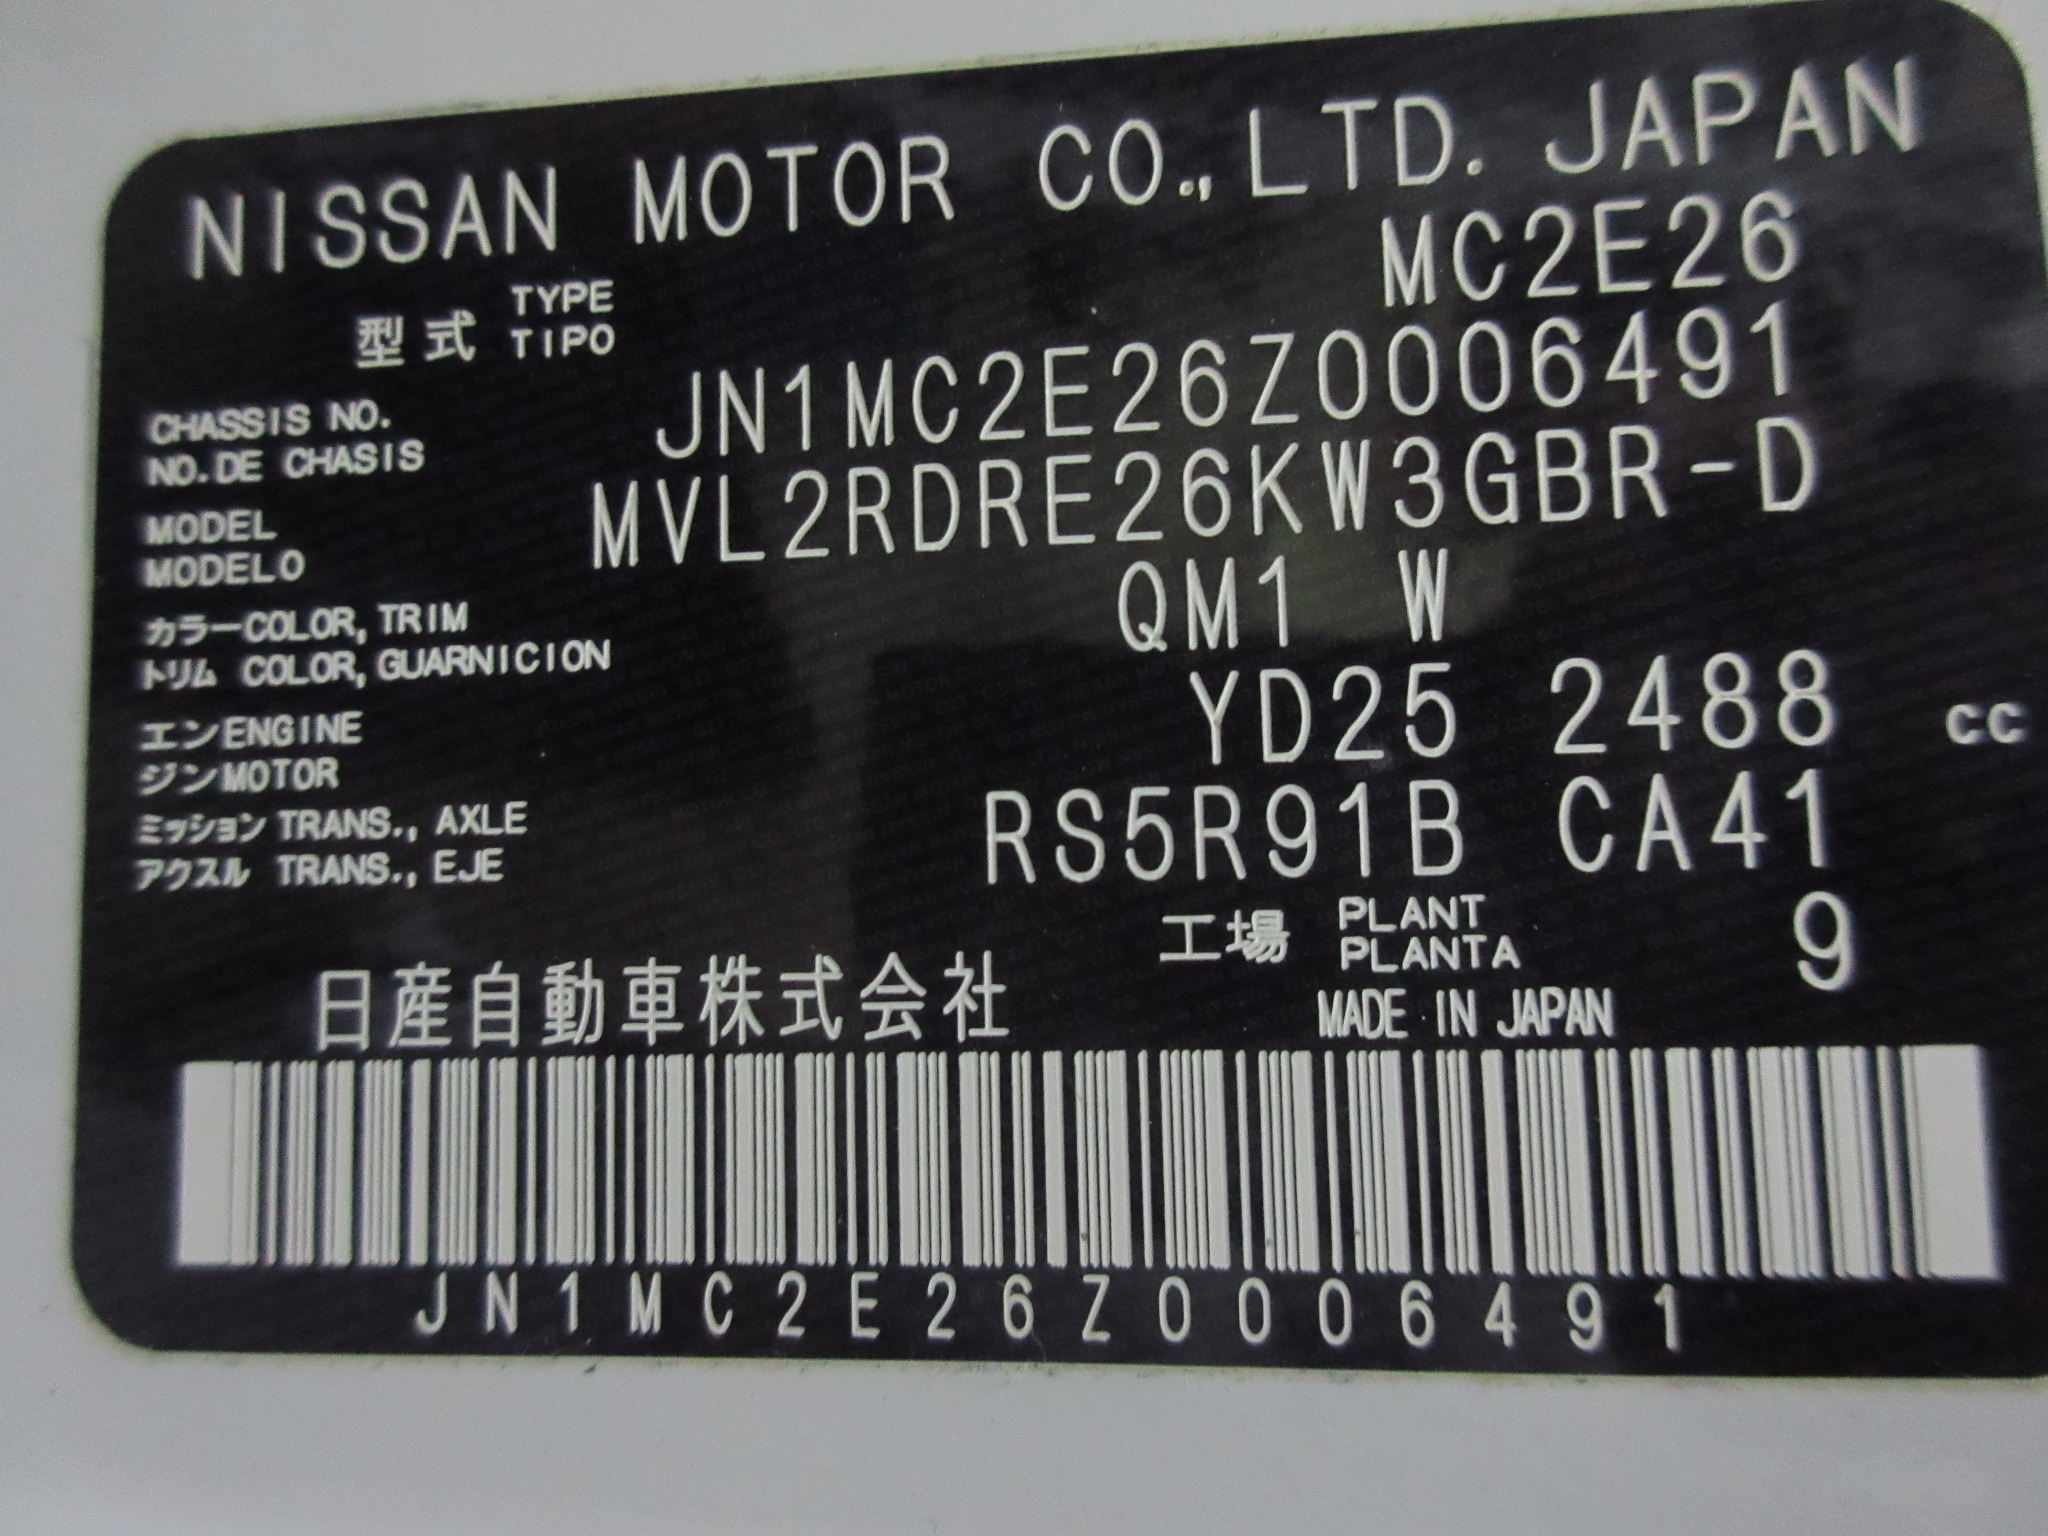 NISSAN MOTOR CO.,LTD. JAPAN
型式 TYPE TIPO MC2E26
CHASSIS NO. JN1MC2E26Z0006491
NO.DE CHASIS
MODEL MVL2RDRE26KW3GBR-D
MODELO
カラーCOLOR, TRIM QM1 W
トリム COLOR, GUARNICION
エンENGINE YD25 2488 cc
ジンMOTOR
ミッション TRANS., AXLE RS5R91B CA41
アクスル TRANS., EJE
工場 PLANT PLANTA 9
日産自動車株式会社 MADE IN JAPAN
JN1MC2E26Z0006491